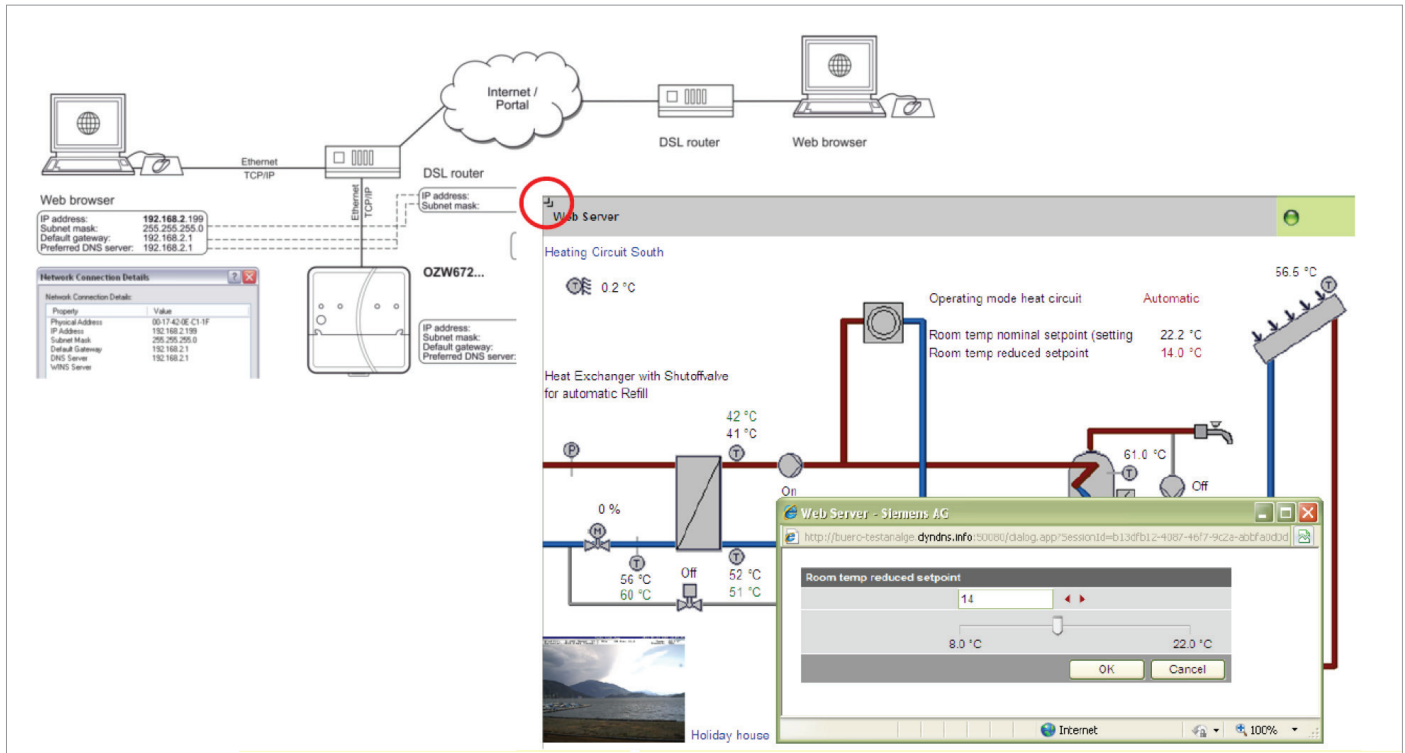 Internet /
Portal
DSL router
Web browser
Ethernet
TCP/IP
DSL router
Ethernet
TCP/IP
IP address:
Subnet mask:
Web browser
IP address: 192.168.2.199
Subnet mask: 255.255.255.0
Default gateway: 192.168.2.1
Preferred DNS server: 192.168.2.1
OZW672...
IP address:
Subnet mask:
Default gateway:
Preferred DNS server:
Network Connection Details
Network Connection Details:
Property Value
Physical Address 00-17-42-0E-C1-1F
IP Address 192.168.2.199
Subnet Mask 255.255.255.0
Default Gateway 192.168.2.1
DNS Server 192.168.2.1
WINS Server
Web Server
Heating Circuit South
T 0.2 °C
56.5 °C
T
Operating mode heat circuit Automatic
Room temp nominal setpoint (setting 22.2 °C
Room temp reduced setpoint 14.0 °C
Heat Exchanger with Shutoffvalve
for automatic Refill
42 °C
41 °C
P
T
On
61.0 °C
T
Off
0 %
M
T
56 °C
60 °C
Off
T
52 °C
51 °C
Holiday house
Web Server - Siemens AG
Room temp reduced setpoint
14
8.0 °C 22.0 °C
OK Cancel
Internet 100%